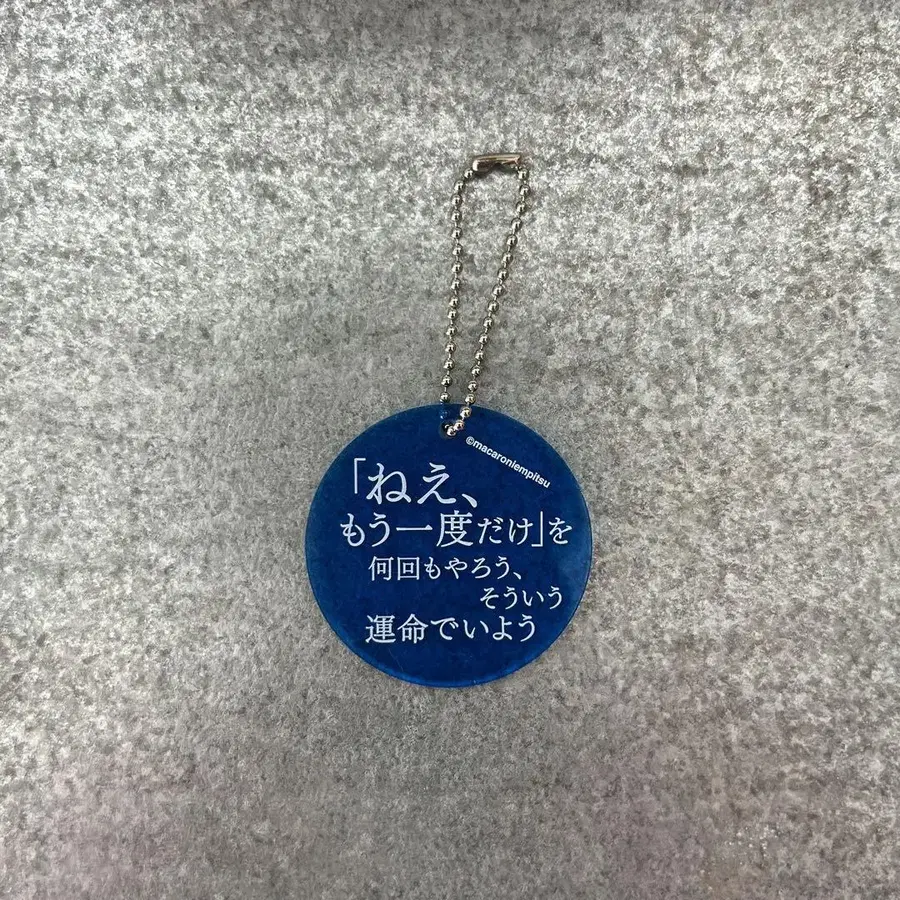 ©macaroniempitsu
「ねえ、
もう一度だけ」を
何回もやろう、
そういう
運命でいよう